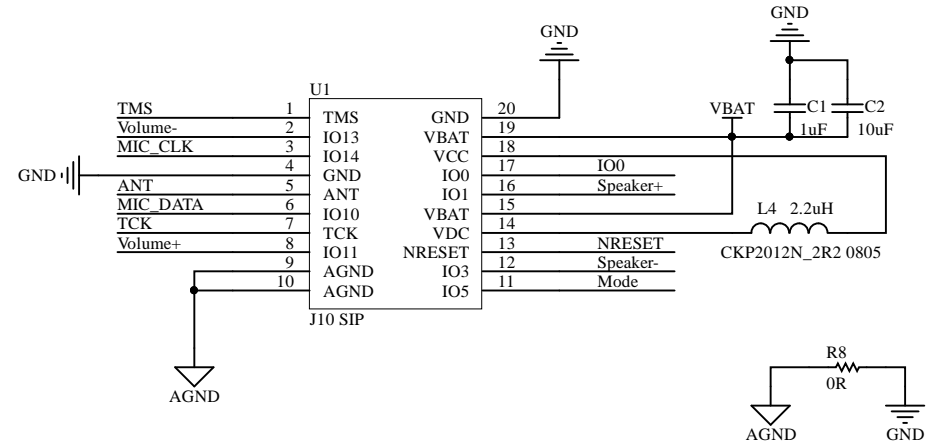 GND
GND
U1
TMS 1 TMS GND 20
Volume- 2 IO13 VBAT 19 VBAT C1 C2
MIC_CLK 3 IO14 VCC 18 1uF 10uF
GND 4 GND IO0 17 IO0
ANT 5 ANT IO1 16 Speaker+
MIC_DATA 6 IO10 VBAT 15 L4 2.2uH
TCK 7 TCK VDC 14
Volume+ 8 IO11 NRESET 13 NRESET CKP2012N_2R2 0805
9 AGND IO3 12 Speaker-
10 AGND IO5 11 Mode
J10 SIP
R8
0R
AGND
AGND
GND